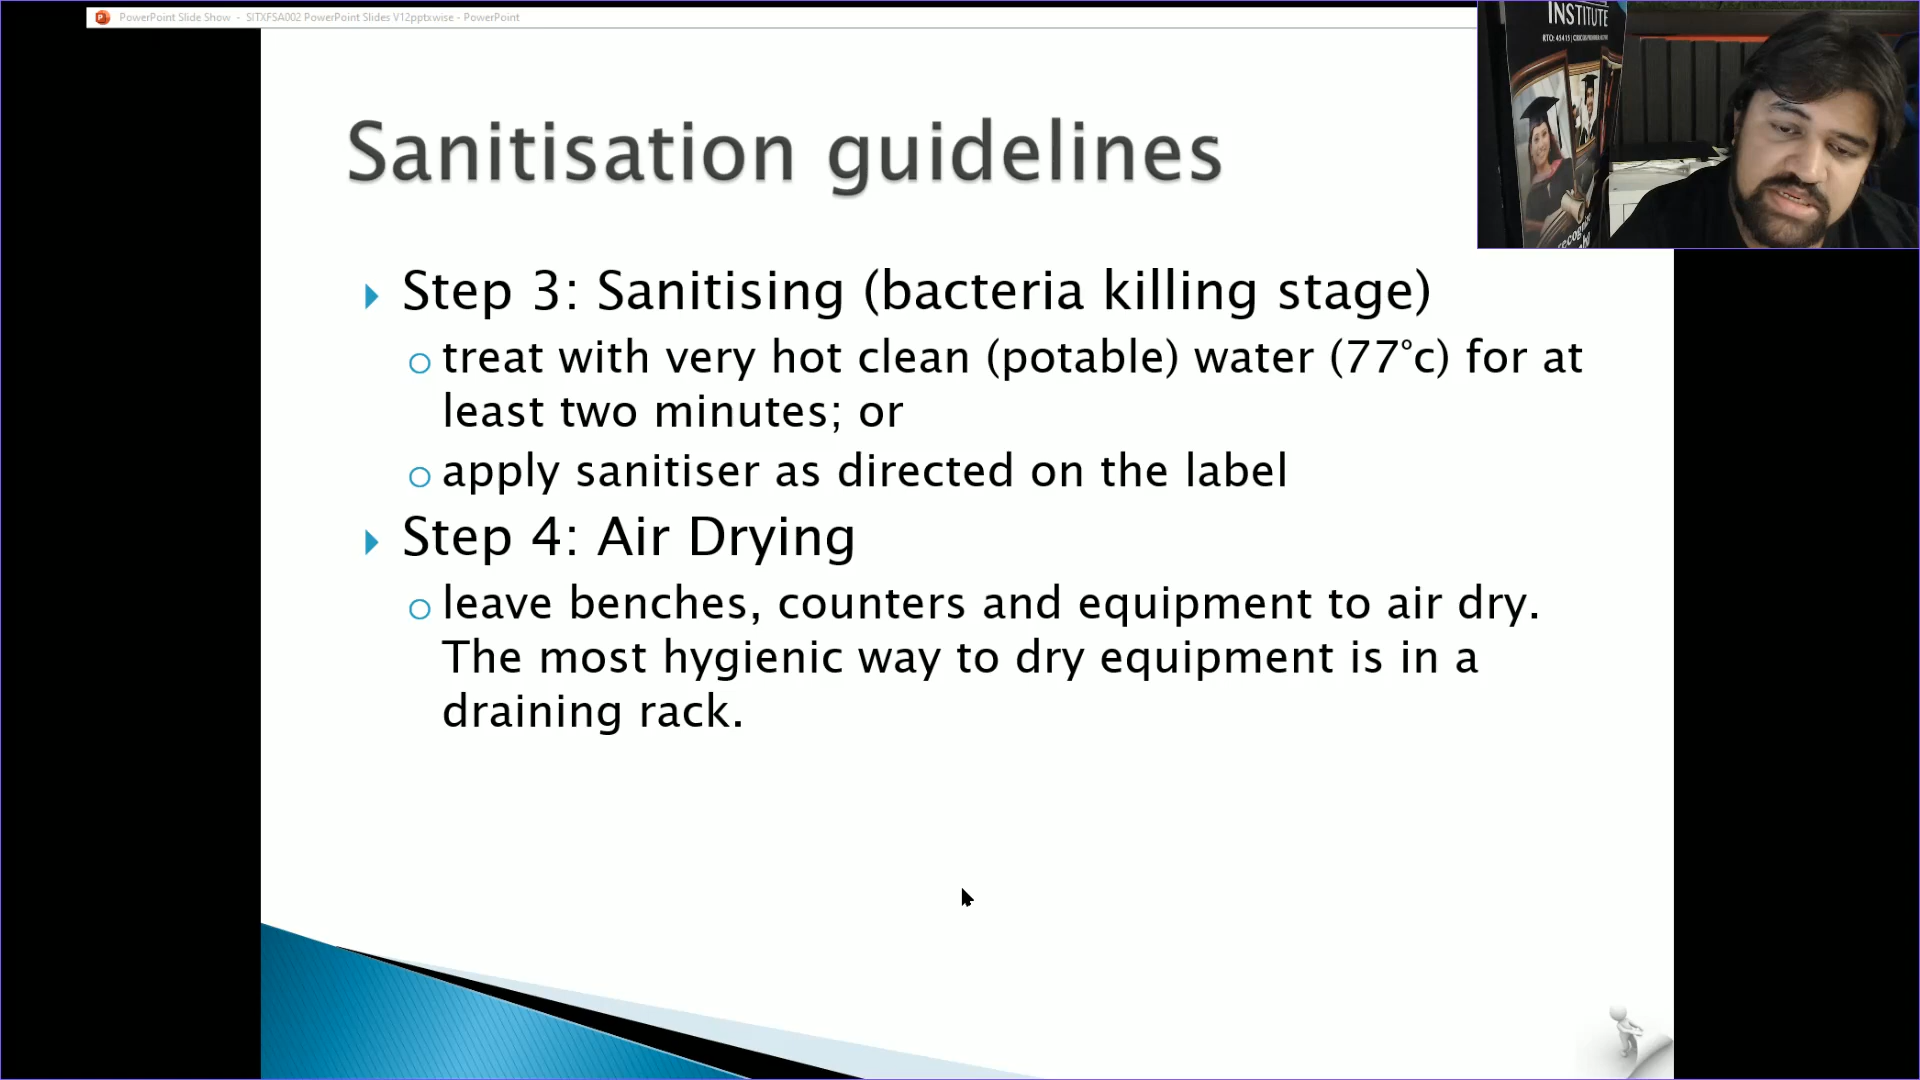 PowerPoint Slide Show - SITXFSA002 PowerPoint Slides V12pptxwise - PowerPoint
INSTITUTE
Sanitisation guidelines
Step 3: Sanitising (bacteria killing stage)
treat with very hot clean (potable) water (77°c) for at
least two minutes; or
apply sanitiser as directed on the label
Step 4: Air Drying
leave benches, counters and equipment to air dry.
The most hygienic way to dry equipment is in a
draining rack.